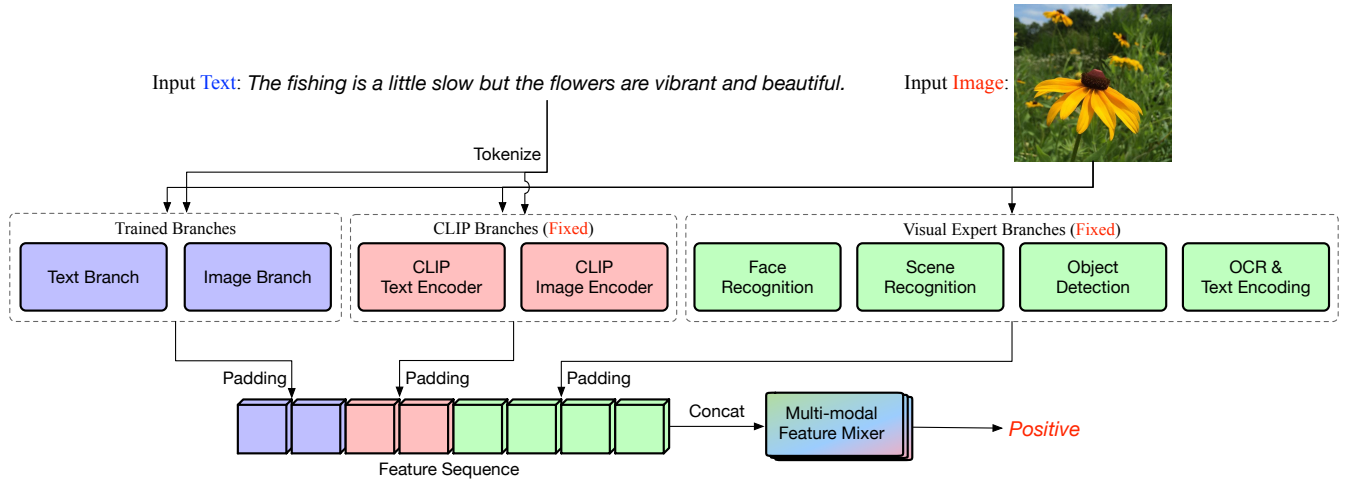 Input Text: The fishing is a little slow but the flowers are vibrant and beautiful.
Input Image:
Tokenize
Trained Branches
Text Branch
Image Branch
CLIP Branches (Fixed)
CLIP
Text Encoder
CLIP
Image Encoder
Visual Expert Branches (Fixed)
Face
Recognition
Scene
Recognition
Object
Detection
OCR &
Text Encoding
Padding
Padding
Padding
Feature Sequence
Concat
Multi-modal
Feature Mixer
Positive